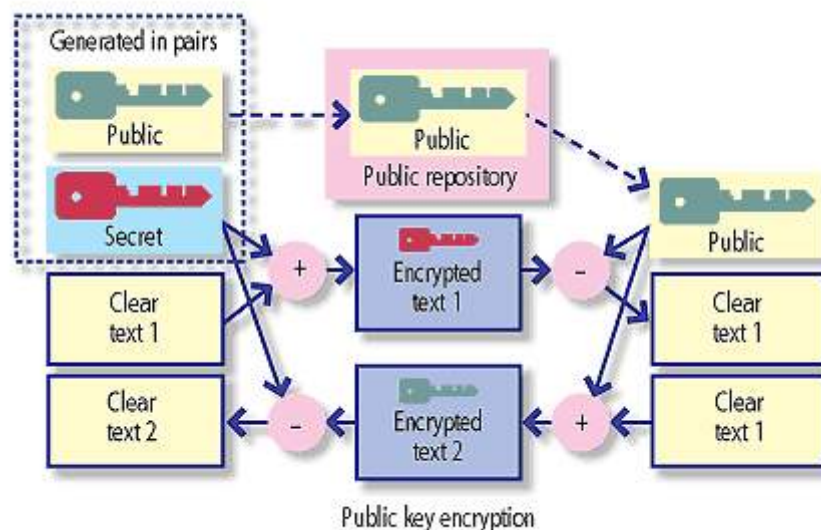 Generated in pairs
Public
Public
Public repository
Secret
Public
+
Encrypted
text 1
–
Clear
text 1
Clear
text 1
Clear
text 2
–
Encrypted
text 2
+
Clear
text 1
Public key encryption